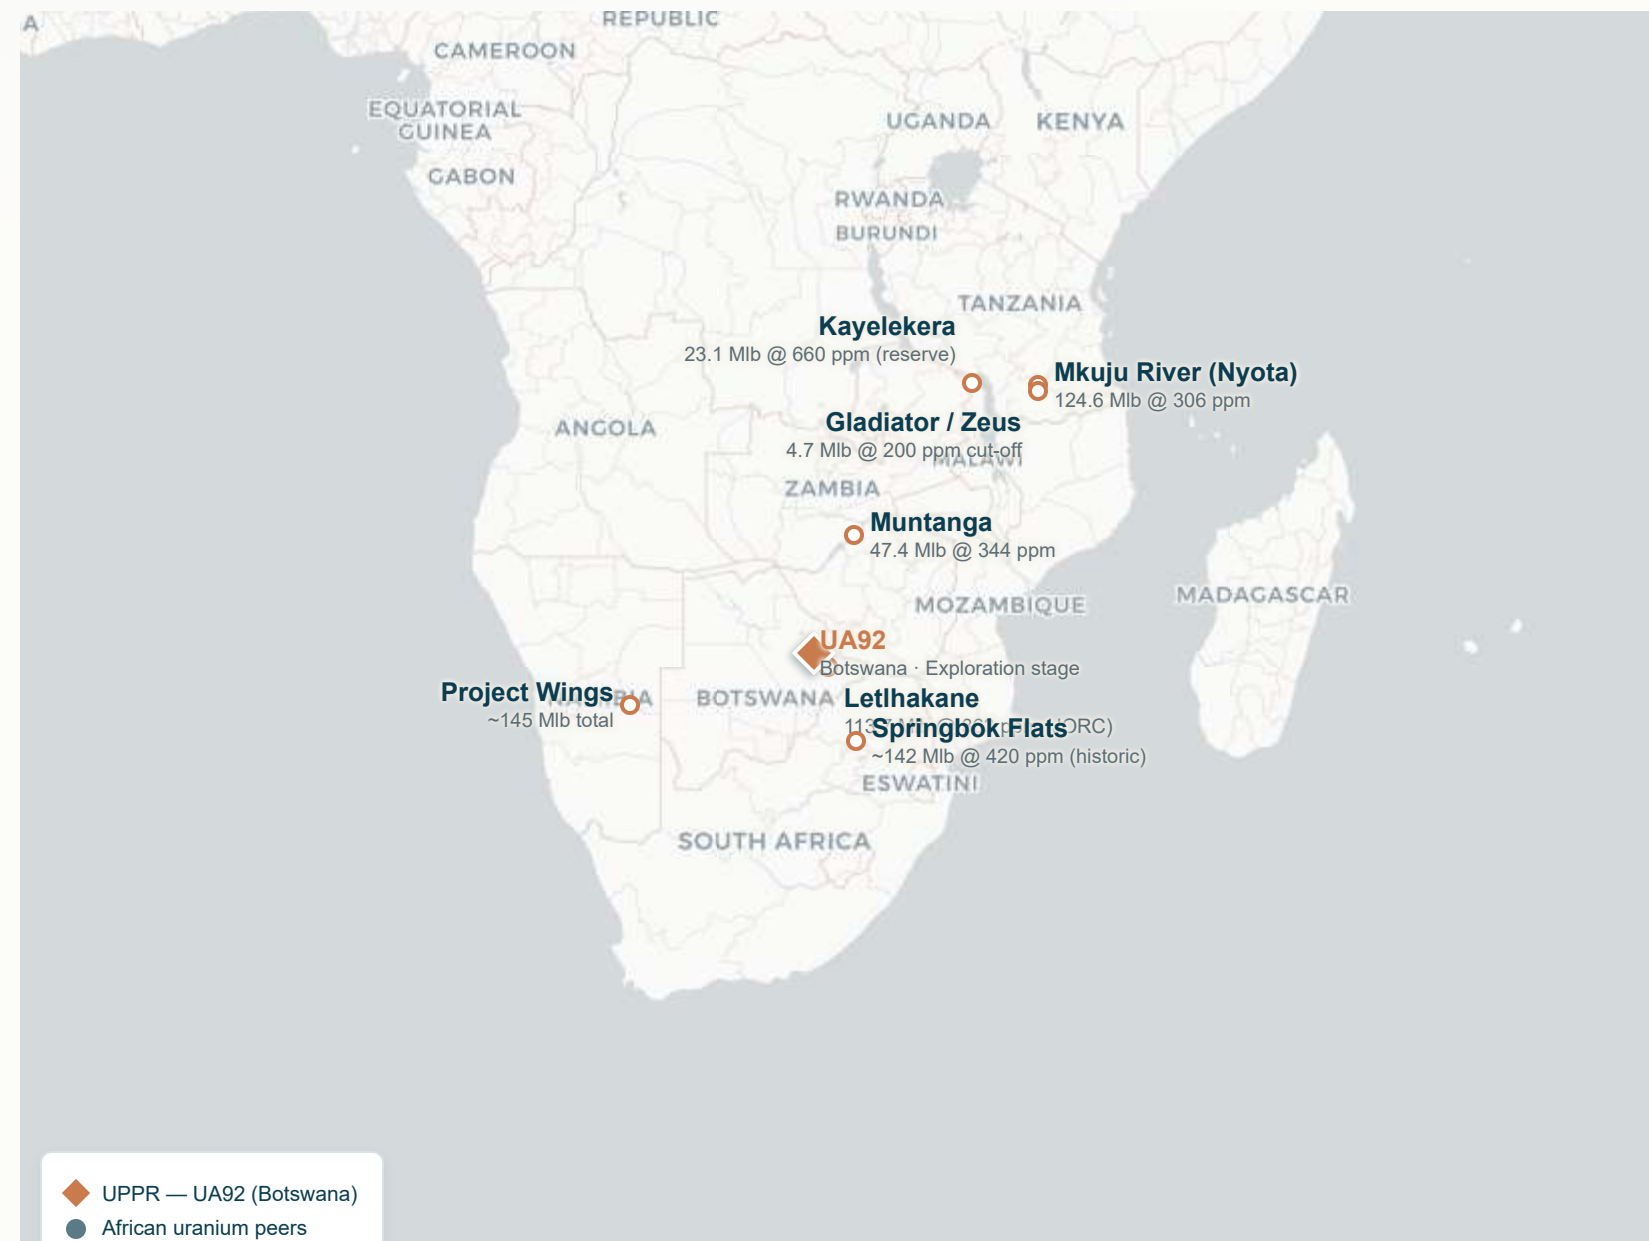 A
REPUBLIC
CAMEROON
EQUATORIAL
GUINEA
UGANDA
KENYA
GABON
RWANDA
BURUNDI
TANZANIA
Kayelekera
23.1 Mlb @ 660 ppm (reserve)
Mkuju River (Nyota)
124.6 Mlb @ 306 ppm
Gladiator / Zeus
4.7 Mlb @ 200 ppm cut-off
ANGOLA
MALAWI
ZAMBIA
Muntanga
47.4 Mlb @ 344 ppm
MADAGASCAR
MOZAMBIQUE
UA92
Botswana · Exploration stage
Project Wings
~145 Mlb total
BOTSWANA
Letlhakane
Springbok Flats
~142 Mlb @ 420 ppm (historic)
ESWATINI
SOUTH AFRICA
UPPR — UA92 (Botswana)
African uranium peers